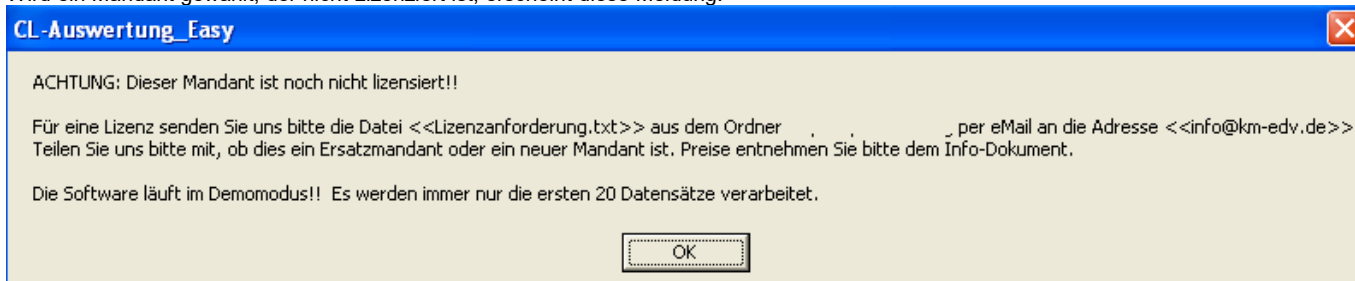 Wird ein Mandant gewählt, der nicht Lizenziert ist, erscheint diese Meldung:
CL-Auswertung_Easy
ACHTUNG: Dieser Mandant ist noch nicht lizensiert!!
Für eine Lizenz senden Sie uns bitte die Datei <<Lizenzanforderung.txt>> aus dem Ordner per eMail an die Adresse <<info@km-edv.de>>
Teilen Sie uns bitte mit, ob dies ein Ersatzmandant oder ein neuer Mandant ist. Preise entnehmen Sie bitte dem Info-Dokument.
Die Software läuft im Demomodus!! Es werden immer nur die ersten 20 Datensätze verarbeitet.
OK